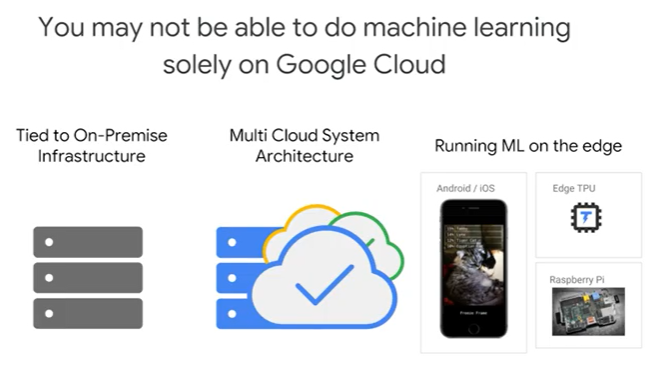 You may not be able to do machine learning
solely on Google Cloud
Tied to On-Premise
Infrastructure
Multi Cloud System
Architecture
Running ML on the edge
Android / iOS
Edge TPU
Raspberry Pi